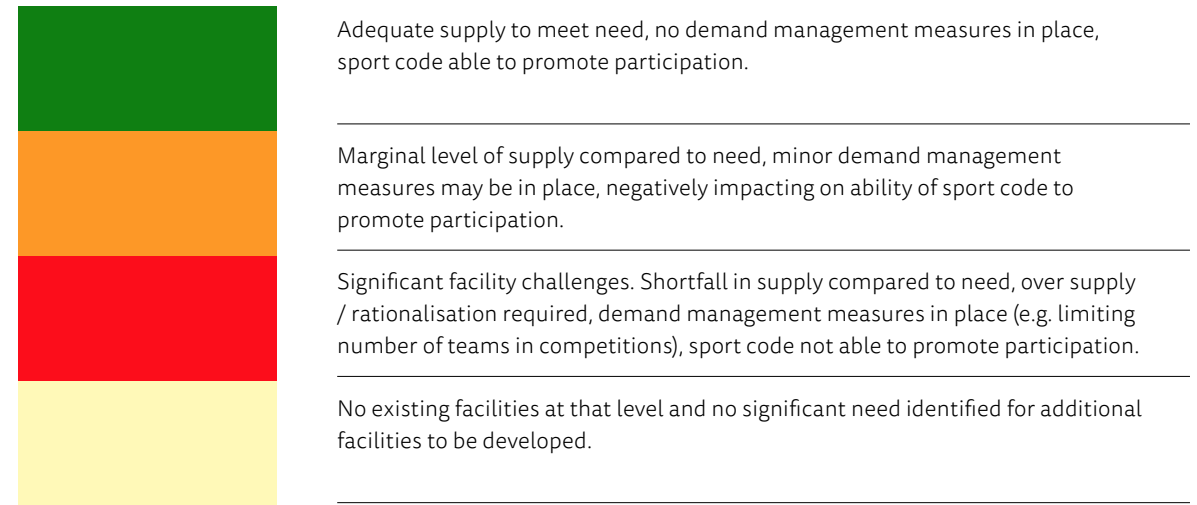 Adequate supply to meet need, no demand management measures in place,
sport code able to promote participation.
Marginal level of supply compared to need, minor demand management
measures may be in place, negatively impacting on ability of sport code to
promote participation.
Significant facility challenges. Shortfall in supply compared to need, over supply
/ rationalisation required, demand management measures in place (e.g. limiting
number of teams in competitions), sport code not able to promote participation.
No existing facilities at that level and no significant need identified for additional
facilities to be developed.